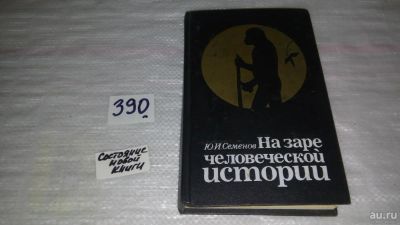 390
Состояние
новой
книги
Ю.И.Семенов
На заре
человеческой
истории
au.ru